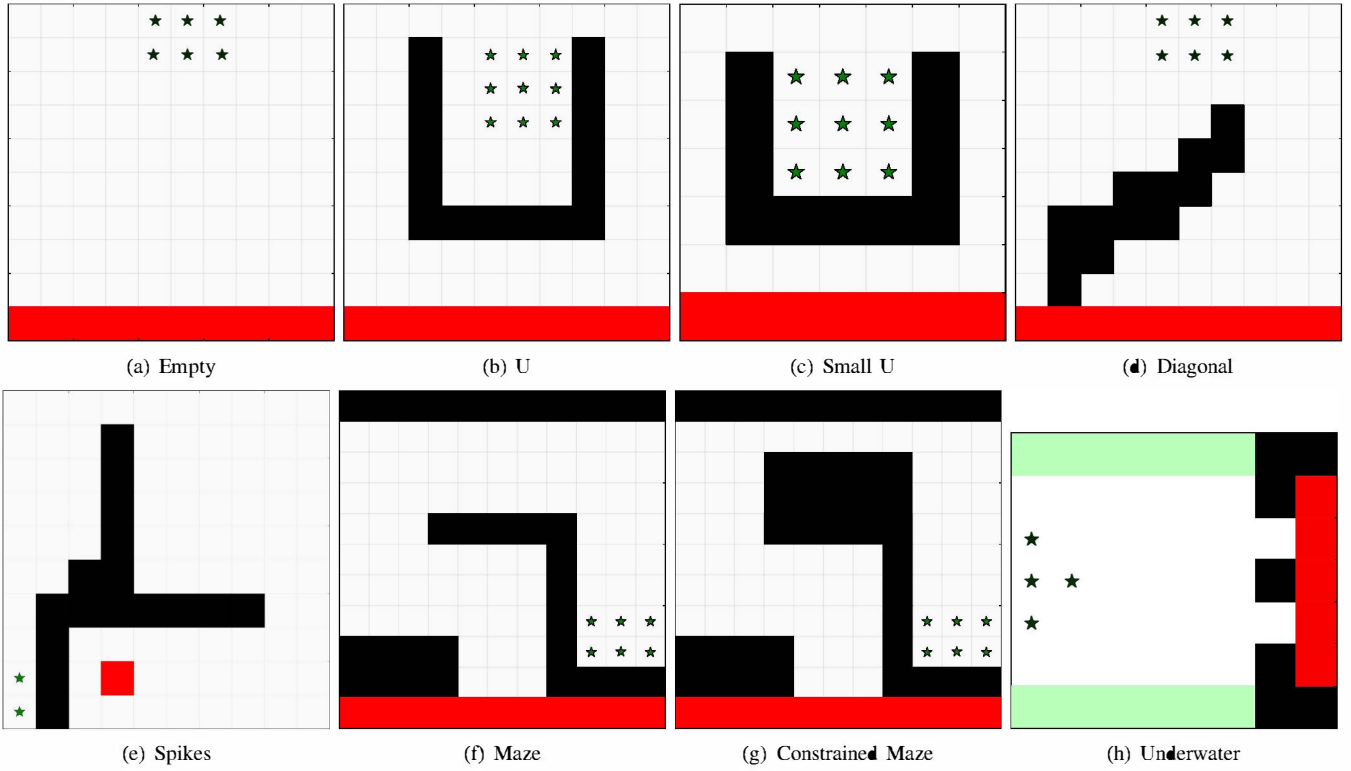 (a) Empty
(b) U
(c) Small U
(d) Diagonal
(e) Spikes
(f) Maze
(g) Constrained Maze
(h) Underwater